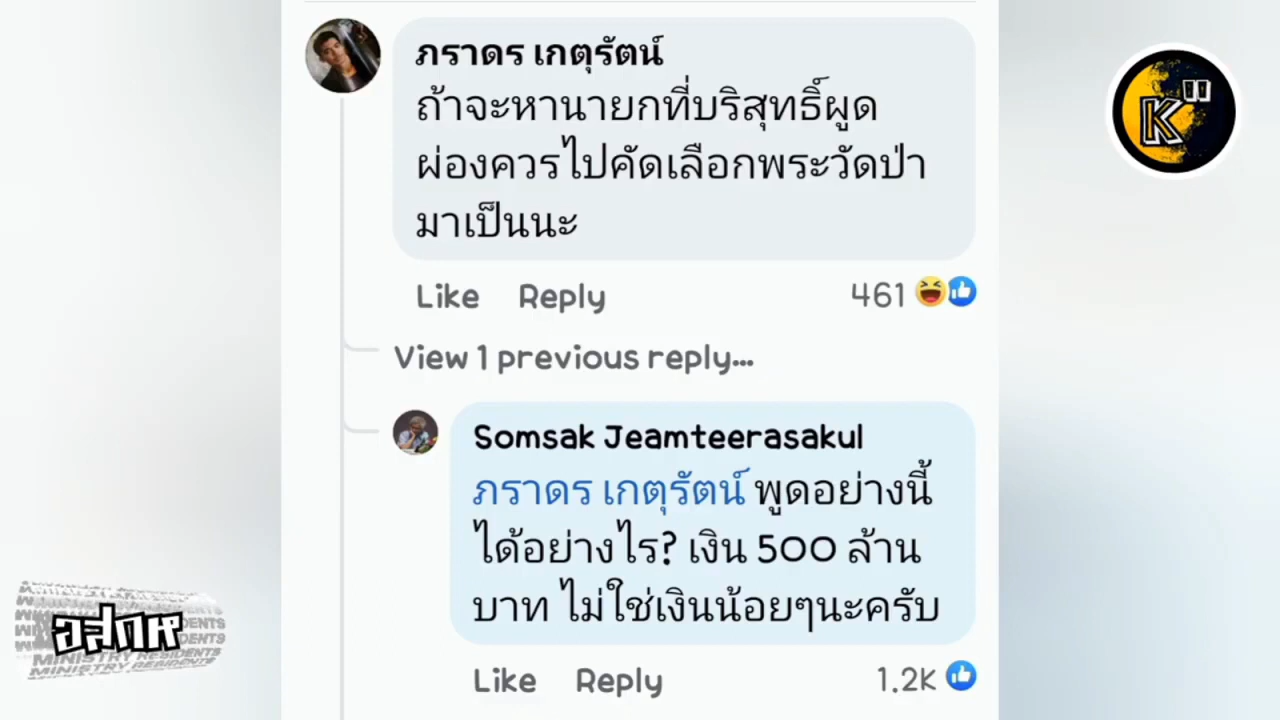 ภราดร เกตุรัตน์
ถ้าจะหานายกที่บริสุทธิ์ผูด
ผ่องควรไปคัดเลือกพระวัดป่า
มาเป็นนะ
Like Reply 461
View 1 previous reply...
Somsak Jeamteerasakul
ภราดร เกตุรัตน์ พูดอย่างนี้
ได้อย่างไร? เงิน 500 ล้าน
บาท ไม่ใช่เงินน้อยๆนะครับ
Like Reply 1.2K
K"
อสกห
MINISTRY RESIDENTS